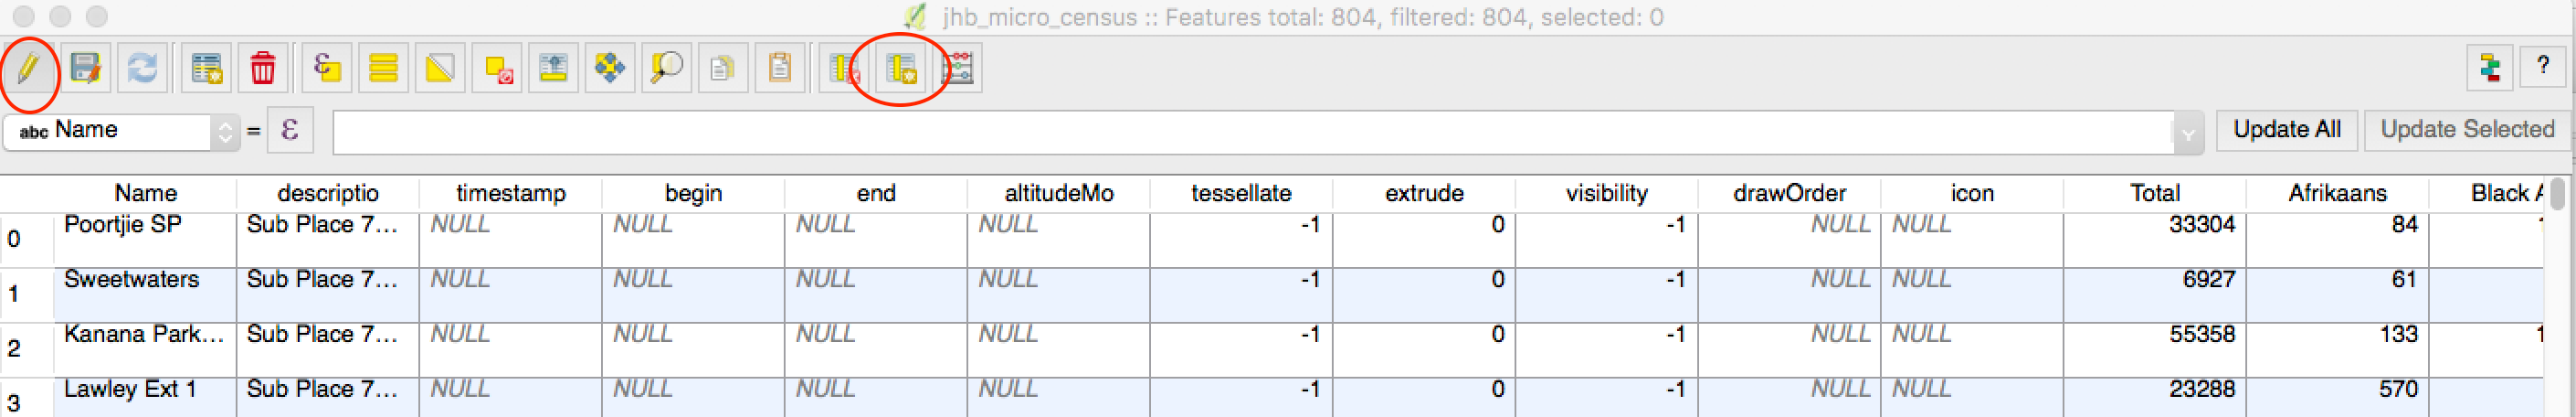 jhb_micro_census :: Features total: 804, filtered: 804, selected: 0
?
abc Name = ε Update All Update Selected
Name descriptio timestamp begin end altitudeMo tessellate extrude visibility drawOrder icon Total Afrikaans Black A
0 Poortjie SP Sub Place 7... NULL NULL NULL NULL -1 0 -1 NULL NULL 33304 84
1 Sweetwaters Sub Place 7... NULL NULL NULL NULL -1 0 -1 NULL NULL 6927 61
2 Kanana Park... Sub Place 7... NULL NULL NULL NULL -1 0 -1 NULL NULL 55358 133 1
3 Lawley Ext 1 Sub Place 7... NULL NULL NULL NULL -1 0 -1 NULL NULL 23288 570